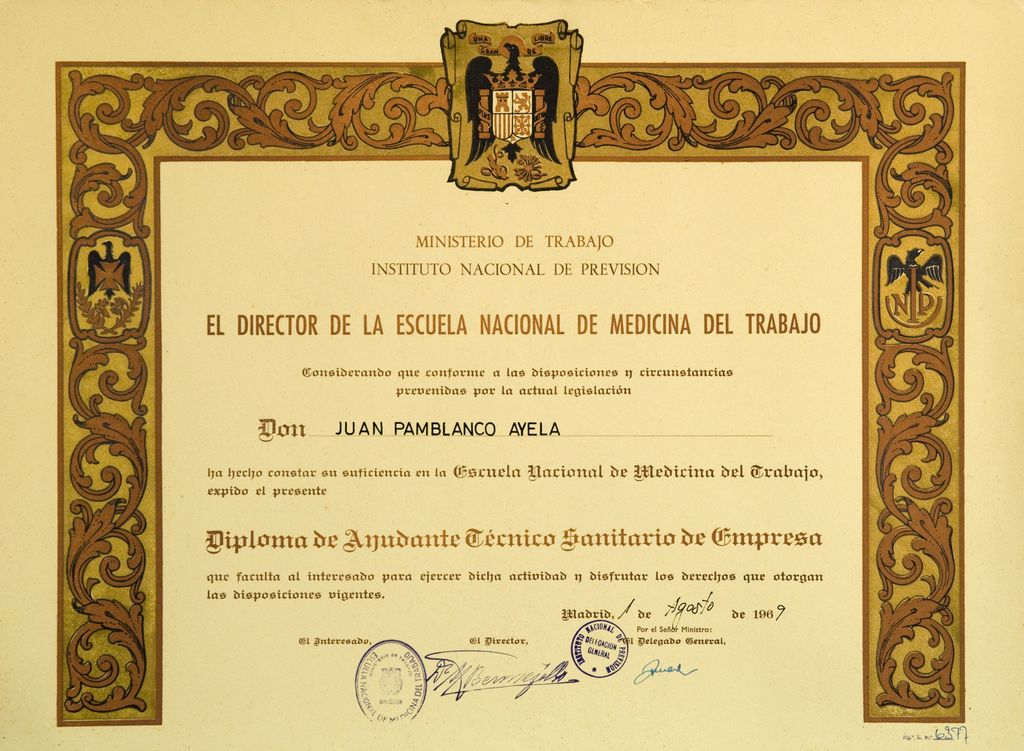 UNA GRANDE LIBRE
MINISTERIO DE TRABAJO
INSTITUTO NACIONAL DE PREVISION
EL DIRECTOR DE LA ESCUELA NACIONAL DE MEDICINA DEL TRABAJO
Considerando que conforme a las disposiciones y circunstancias
prevenidas por la actual legislación
Don JUAN PAMBLANCO AYELA
ha hecho constar su suficiencia en la Escuela Nacional de Medicina del Trabajo,
expido el presente
Diploma de Ayudante Técnico Sanitario de Empresa
que faculta al interesado para ejercer dicha actividad y disfrutar los derechos que otorgan
las disposiciones vigentes.
Madrid, 1 de Agosto de 1969
Por el Señor Ministro:
El Interesado, El Director, El Delegado General,
ESCUELA NACIONAL DE MEDICINA DEL TRABAJO
DIRECCION
INSTITUTO NACIONAL DE PREVISION
DELEGACION
GENERAL
6377